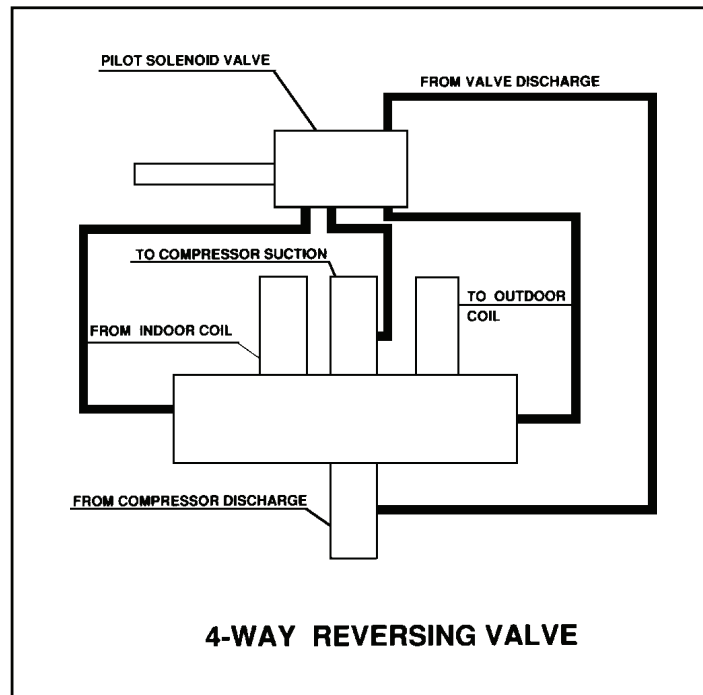 PILOT SOLENOID VALVE
FROM VALVE DISCHARGE
TO COMPRESSOR SUCTION
TO OUTDOOR
COIL
FROM INDOOR COIL
FROM COMPRESSOR DISCHARGE
4-WAY REVERSING VALVE